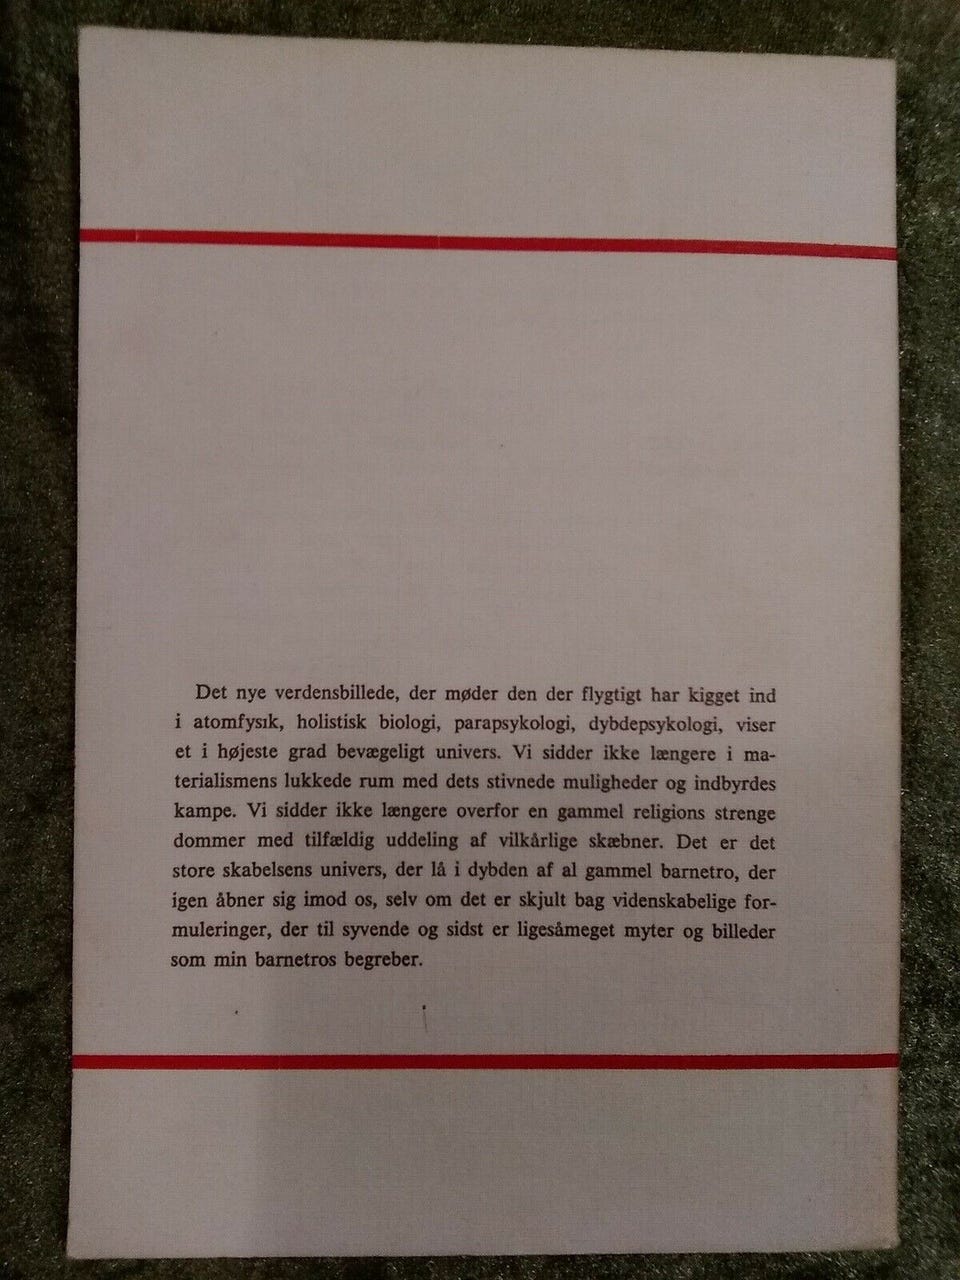 Det nye verdensbillede, der møder den der flygtigt har kigget ind
i atomfysik, holistisk biologi, parapsykologi, dybdepsykologi, viser
et i højeste grad bevægeligt univers. Vi sidder ikke længere i ma-
terialismens lukkede rum med dets stivnede muligheder og indbyrdes
kampe. Vi sidder ikke længere overfor en gammel religions strenge
dommer med tilfældig uddeling af vilkårlige skæbner. Det er det
store skabelsens univers, der lå i dybden af al gammel barnetro, der
igen åbner sig imod os, selv om det er skjult bag videnskabelige for-
muleringer, der til syvende og sidst er ligesåmeget myter og billeder
som min barnetros begreber.